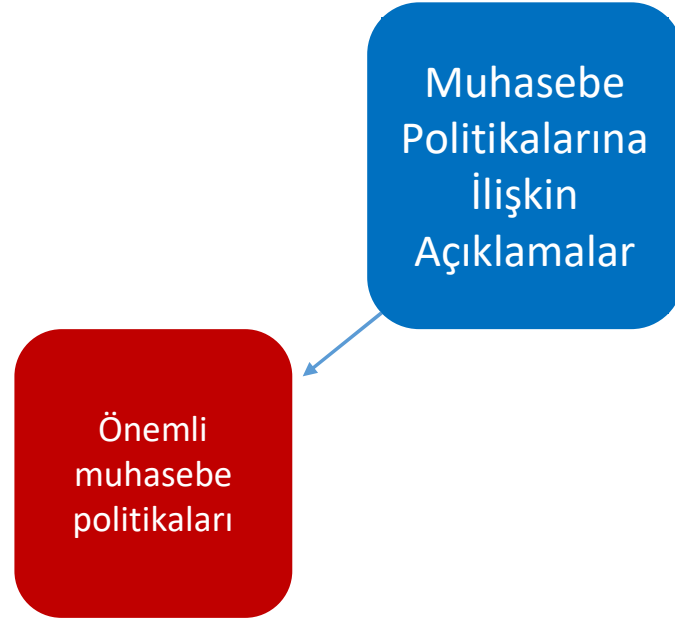 Muhasebe
Politikalarına
İlişkin
Açıklamalar
Önemli
muhasebe
politikaları